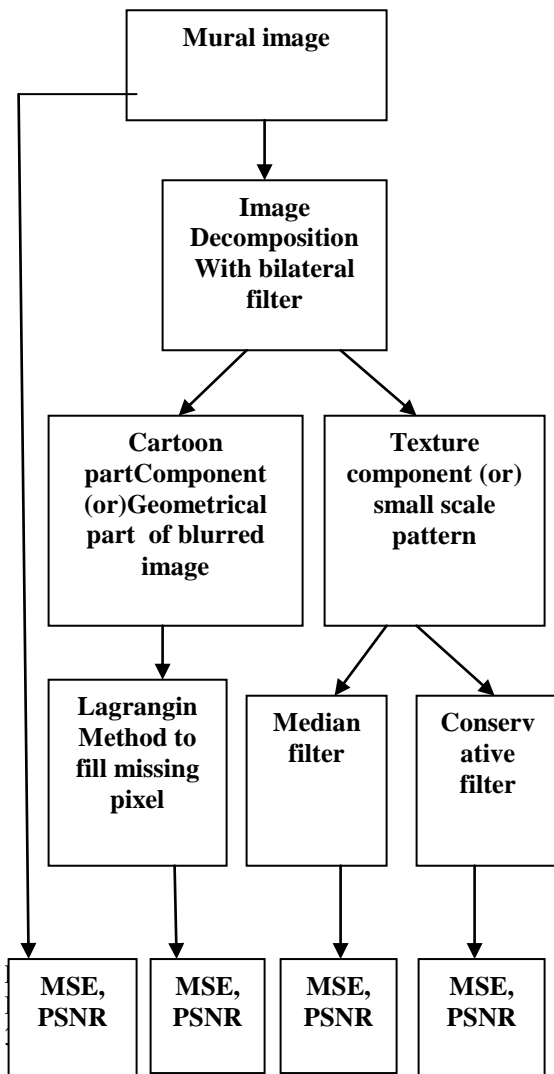 Mural image
Image
Decomposition
With bilateral
filter
Cartoon
partComponent
(or)Geometrical
part of blurred
image
Texture
component (or)
small scale
pattern
Lagrangin
Method to
fill missing
pixel
Median
filter
Conserv
ative
filter
MSE,
PSNR
MSE,
PSNR
MSE,
PSNR
MSE,
PSNR